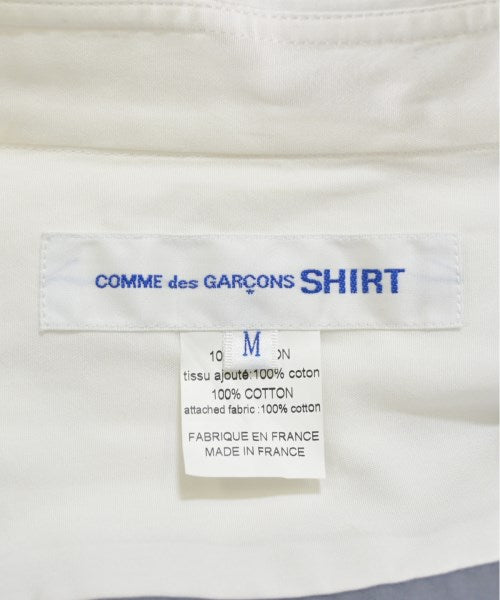 COMME des GARÇONS SHIRT
M
tissu ajouté:100% coton
100% COTTON
attached fabric :100% cotton
FABRIQUE EN FRANCE
MADE IN FRANCE